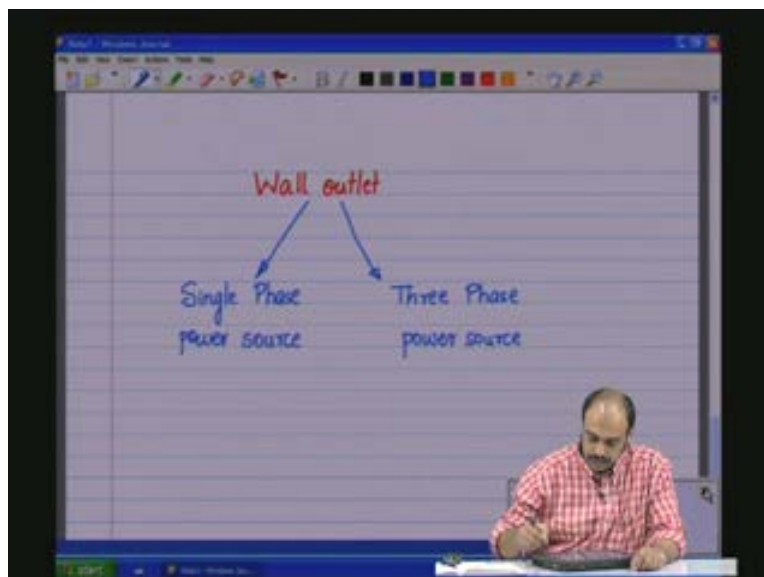 Wall outlet
Single Phase
Three Phase
power source
power source